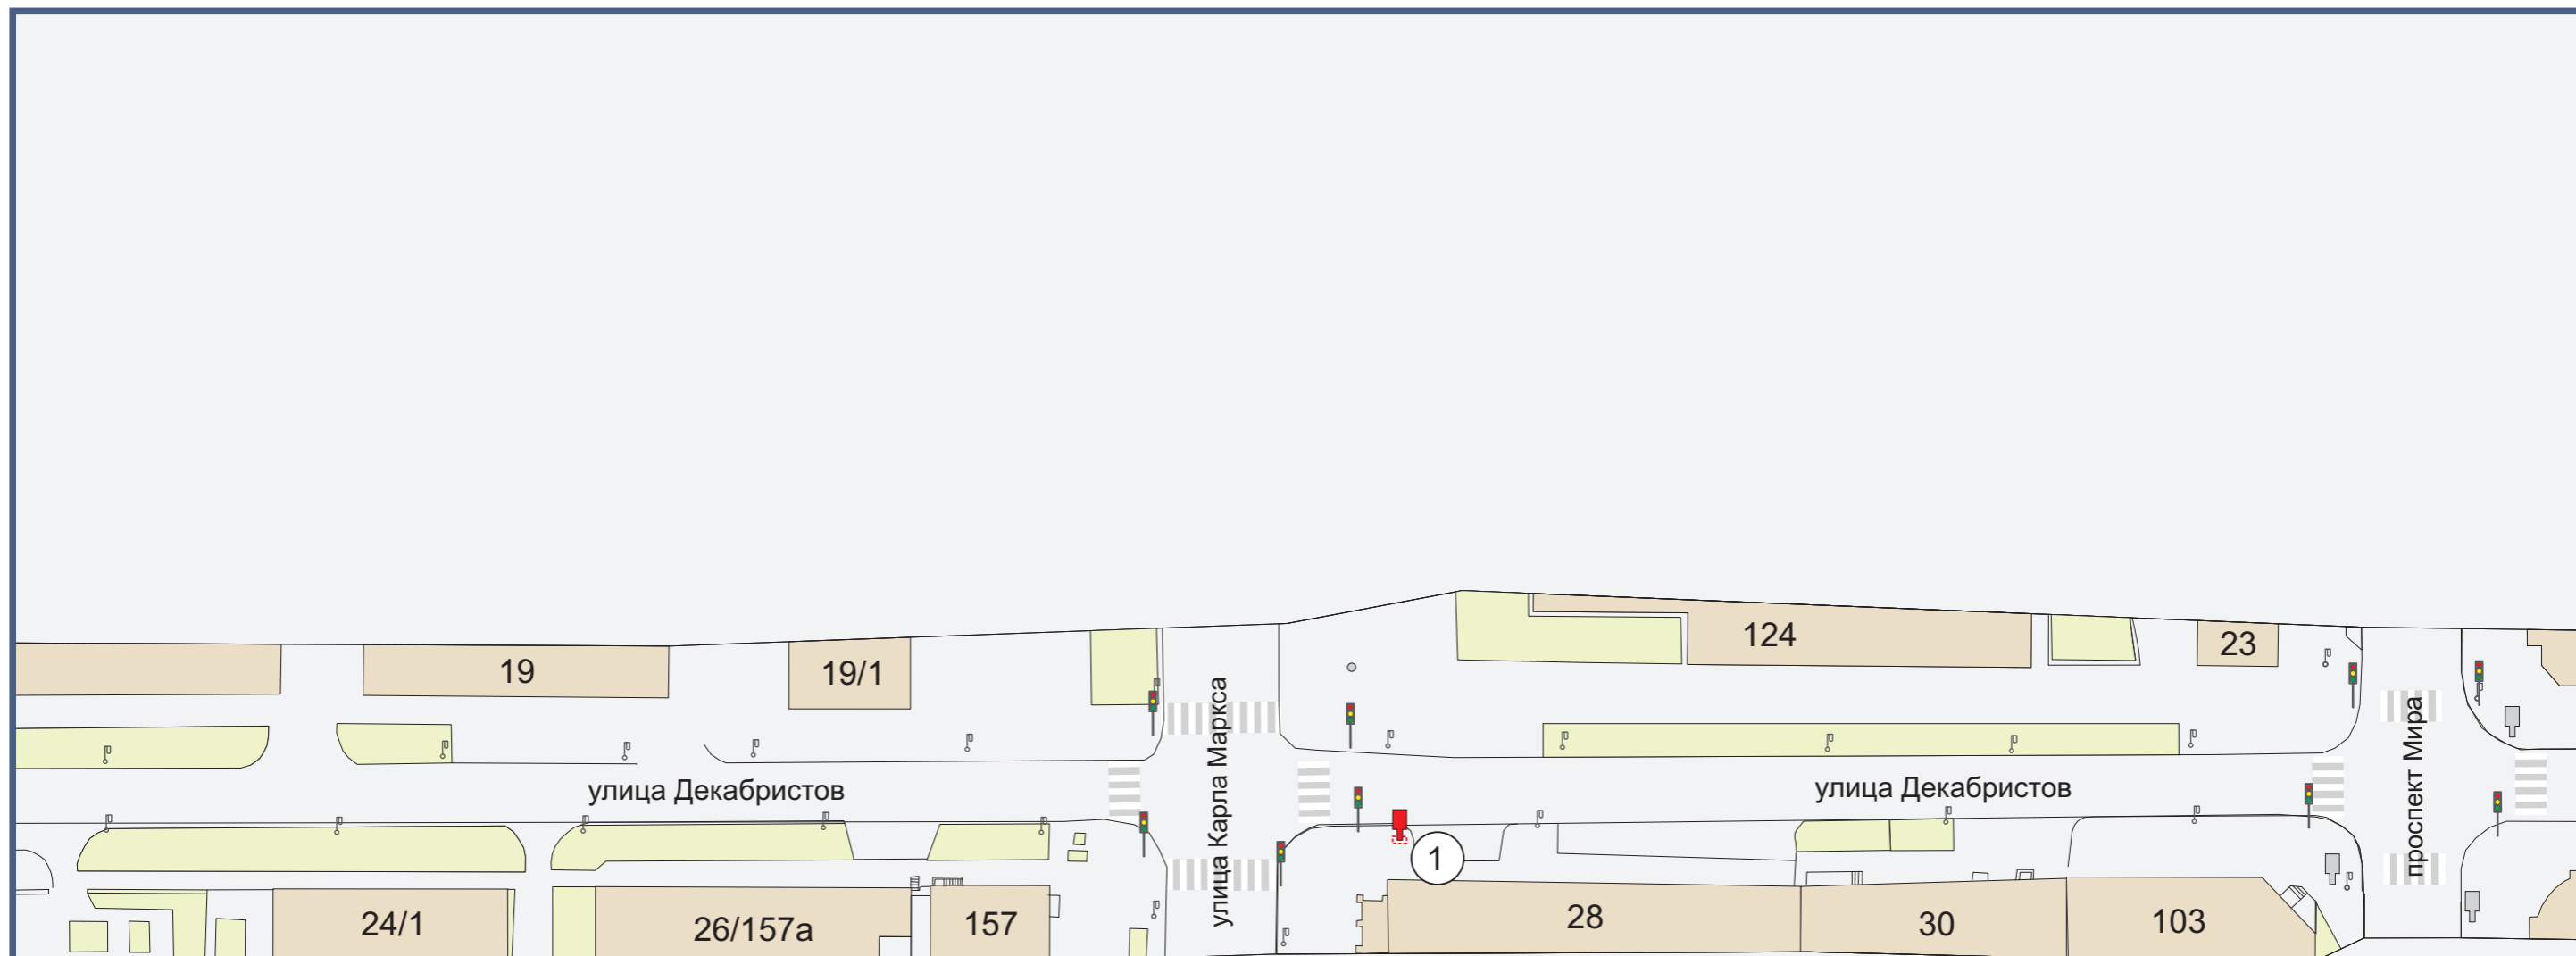 124
23
19
19/1
улица Карла Маркса
проспект Мира
улица Декабристов
улица Декабристов
1
24/1
26/157а
157
28
30
103